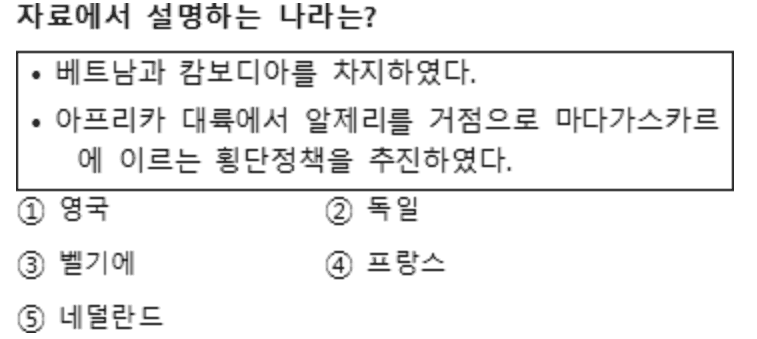 자료에서 설명하는 나라는?
• 베트남과 캄보디아를 차지하였다.
• 아프리카 대륙에서 알제리를 거점으로 마다가스카르
에 이르는 횡단정책을 추진하였다.
① 영국 ② 독일
③ 벨기에 ④ 프랑스
⑤ 네덜란드